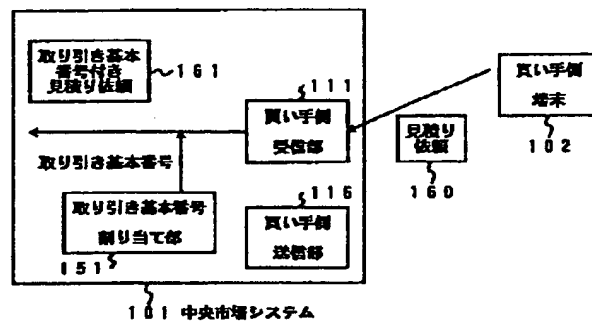 取り引き基本
番号付き
見積り依頼
161
111
買い手側
受信部
買い手側
端末
102
見積り
依頼
160
取り引き基本番号
取り引き基本番号
割り当て部
151
116
買い手側
送信部
101 中央市場システム